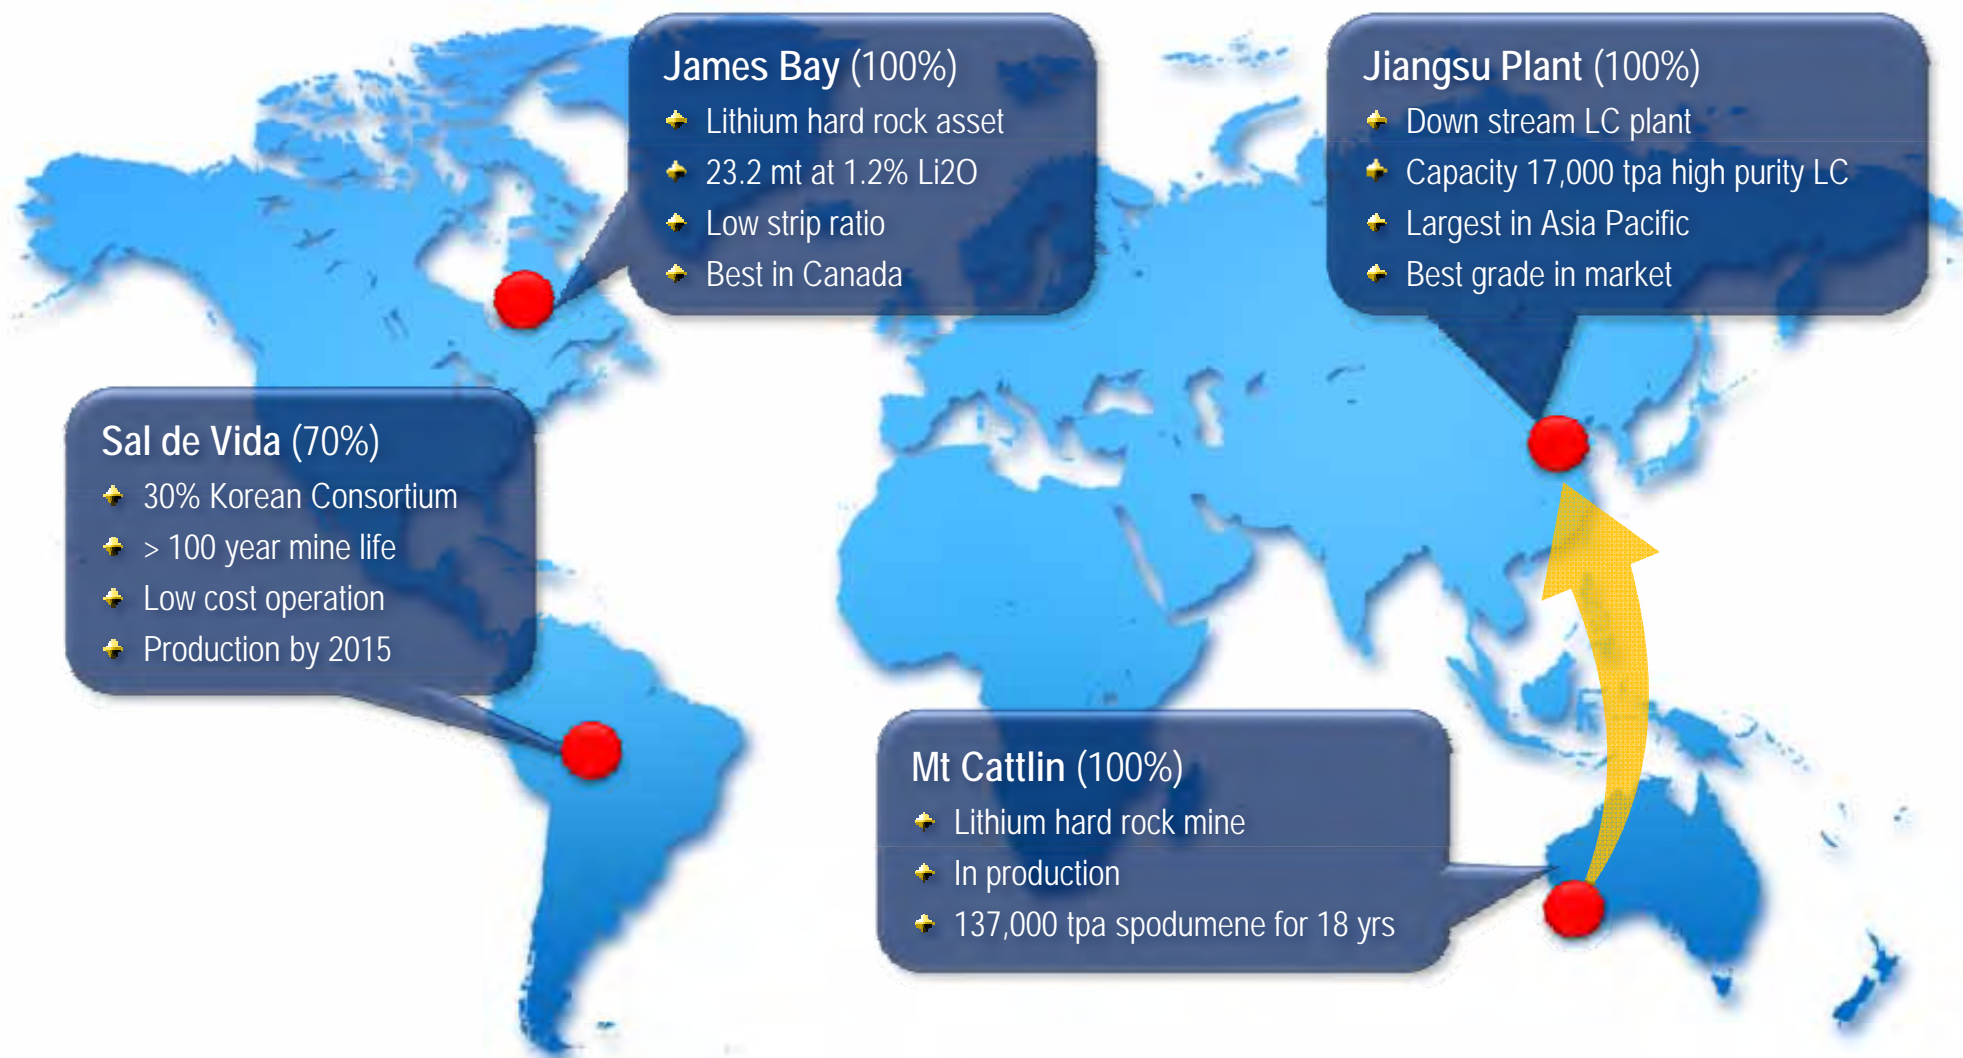 James Bay (100%)
Lithium hard rock asset
23.2 mt at 1.2% Li2O
Low strip ratio
Best in Canada
Jiangsu Plant (100%)
Down stream LC plant
Capacity 17,000 tpa high purity LC
Largest in Asia Pacific
Best grade in market
Sal de Vida (70%)
30% Korean Consortium
> 100 year mine life
Low cost operation
Production by 2015
Mt Cattlin (100%)
Lithium hard rock mine
In production
137,000 tpa spodumene for 18 yrs